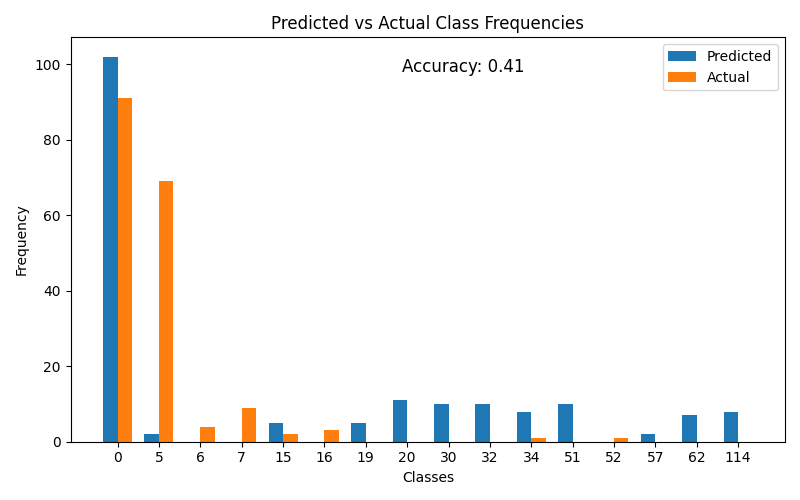 Predicted vs Actual Class Frequencies
Accuracy: 0.41
Predicted
Actual
Frequency
100
80
60
40
20
0
0 5 6 7 15 16 19 20 30 32 34 51 52 57 62 114
Classes